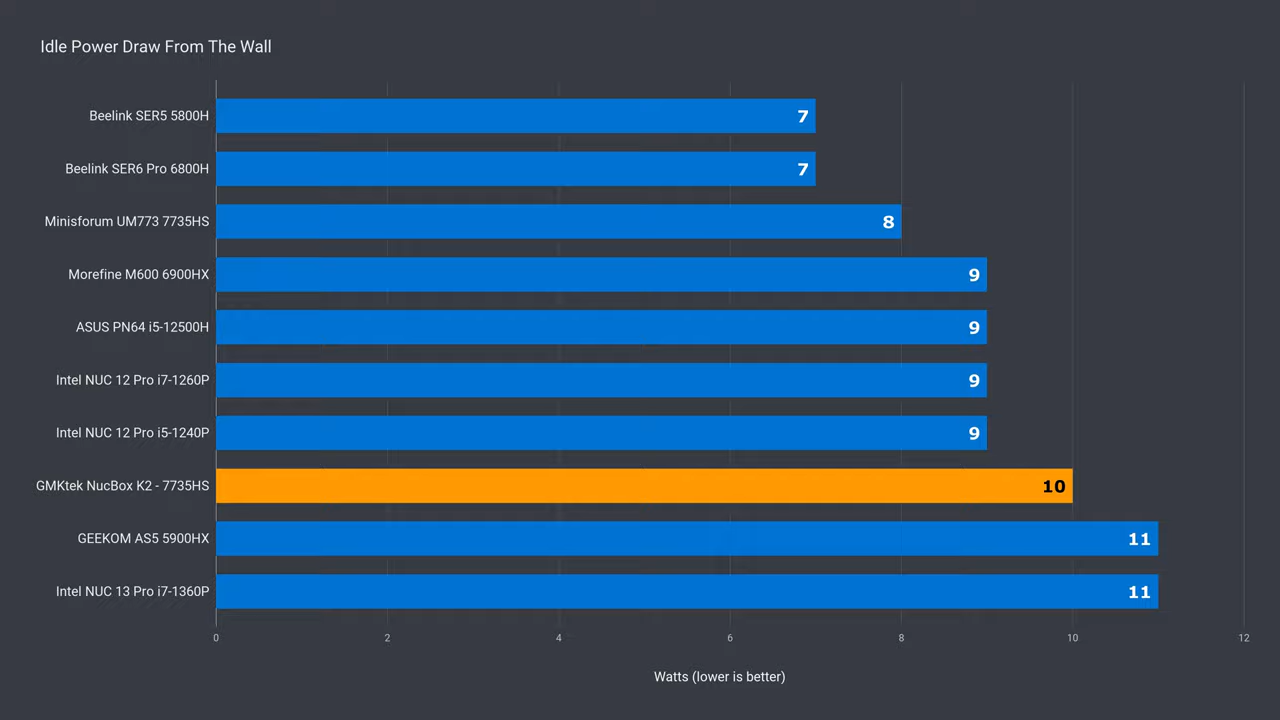 Idle Power Draw From The Wall
Beelink SER5 5800H 7
Beelink SER6 Pro 6800H 7
Minisforum UM773 7735HS 8
Morefine M600 6900HX 9
ASUS PN64 i5-12500H 9
Intel NUC 12 Pro i7-1260P 9
Intel NUC 12 Pro i5-1240P 9
GMKtek NucBox K2 - 7735HS 10
GEEKOM AS5 5900HX 11
Intel NUC 13 Pro i7-1360P 11
0 2 4 6 8 10 12
Watts (lower is better)